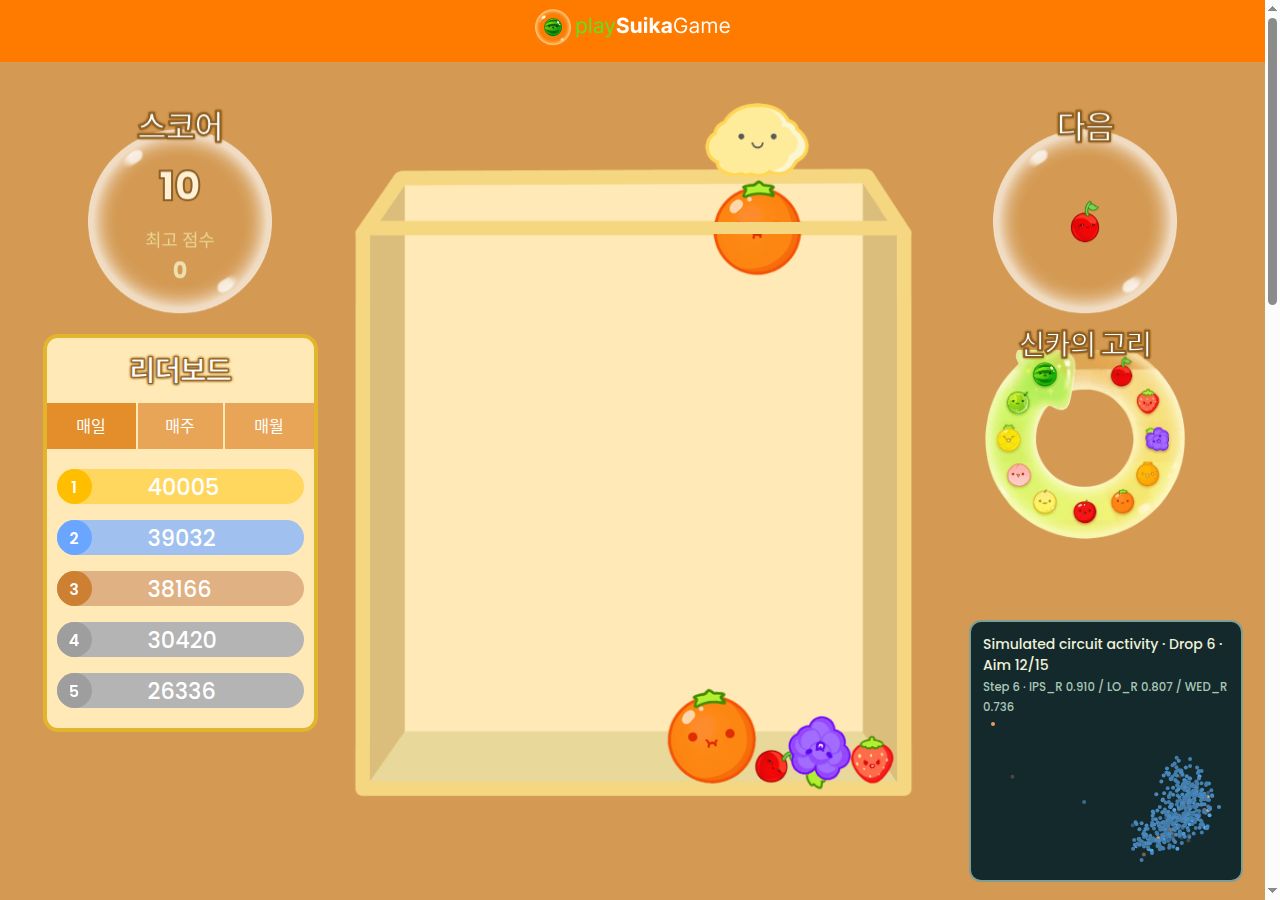 playSuikaGame
스코어
10
최고 점수
0
다음
신카의 고리
리더보드
매일 매주 매월
1 40005
2 39032
3 38166
4 30420
5 26336
Simulated circuit activity · Drop 6 ·
Aim 12/15
Step 6 · IPS_R 0.910 / LO_R 0.807 / WED_R
0.736